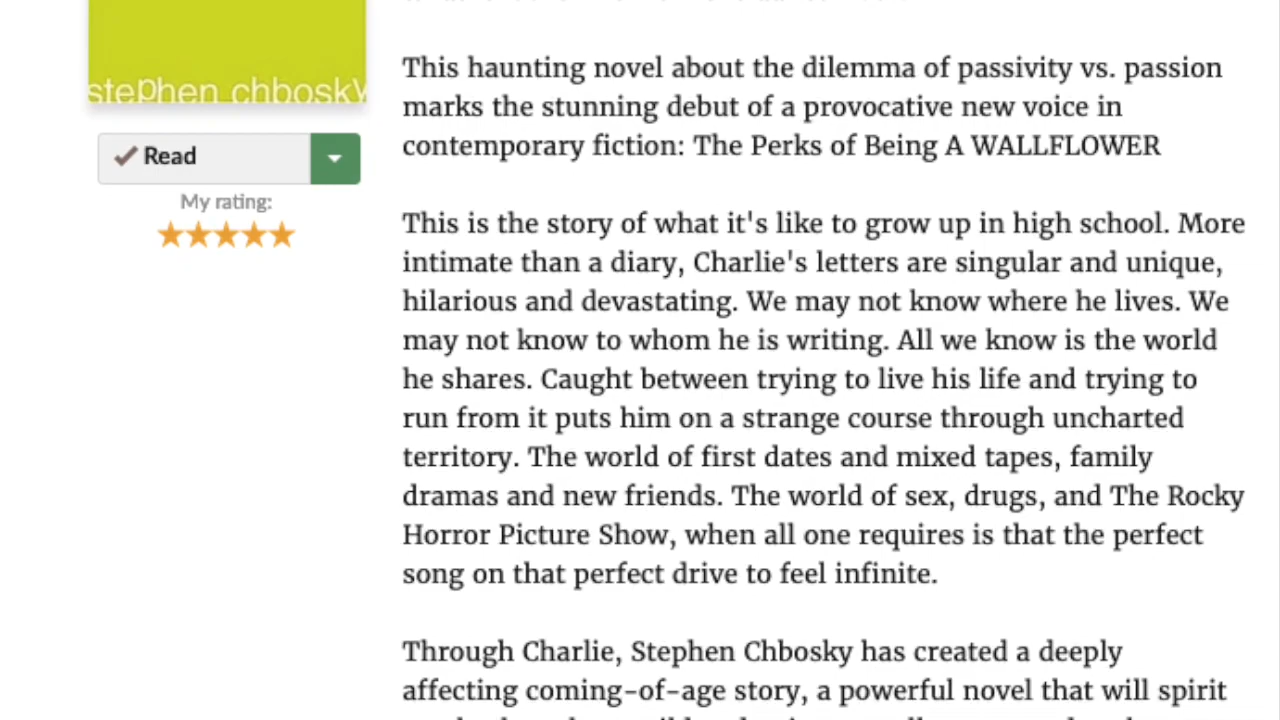 stephen chbosky
Read
My rating:
This haunting novel about the dilemma of passivity vs. passion
marks the stunning debut of a provocative new voice in
contemporary fiction: The Perks of Being A WALLFLOWER
This is the story of what it's like to grow up in high school. More
intimate than a diary, Charlie's letters are singular and unique,
hilarious and devastating. We may not know where he lives. We
may not know to whom he is writing. All we know is the world
he shares. Caught between trying to live his life and trying to
run from it puts him on a strange course through uncharted
territory. The world of first dates and mixed tapes, family
dramas and new friends. The world of sex, drugs, and The Rocky
Horror Picture Show, when all one requires is that the perfect
song on that perfect drive to feel infinite.
Through Charlie, Stephen Chbosky has created a deeply
affecting coming-of-age story, a powerful novel that will spirit